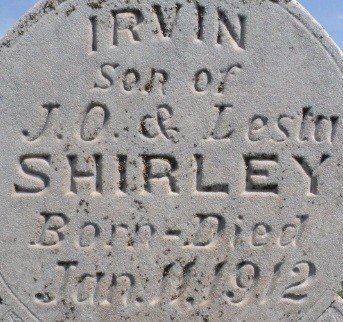 IRVIN
Son of
J.O. & Lesta
SHIRLEY
Born-Died
Jan. 11, 1912